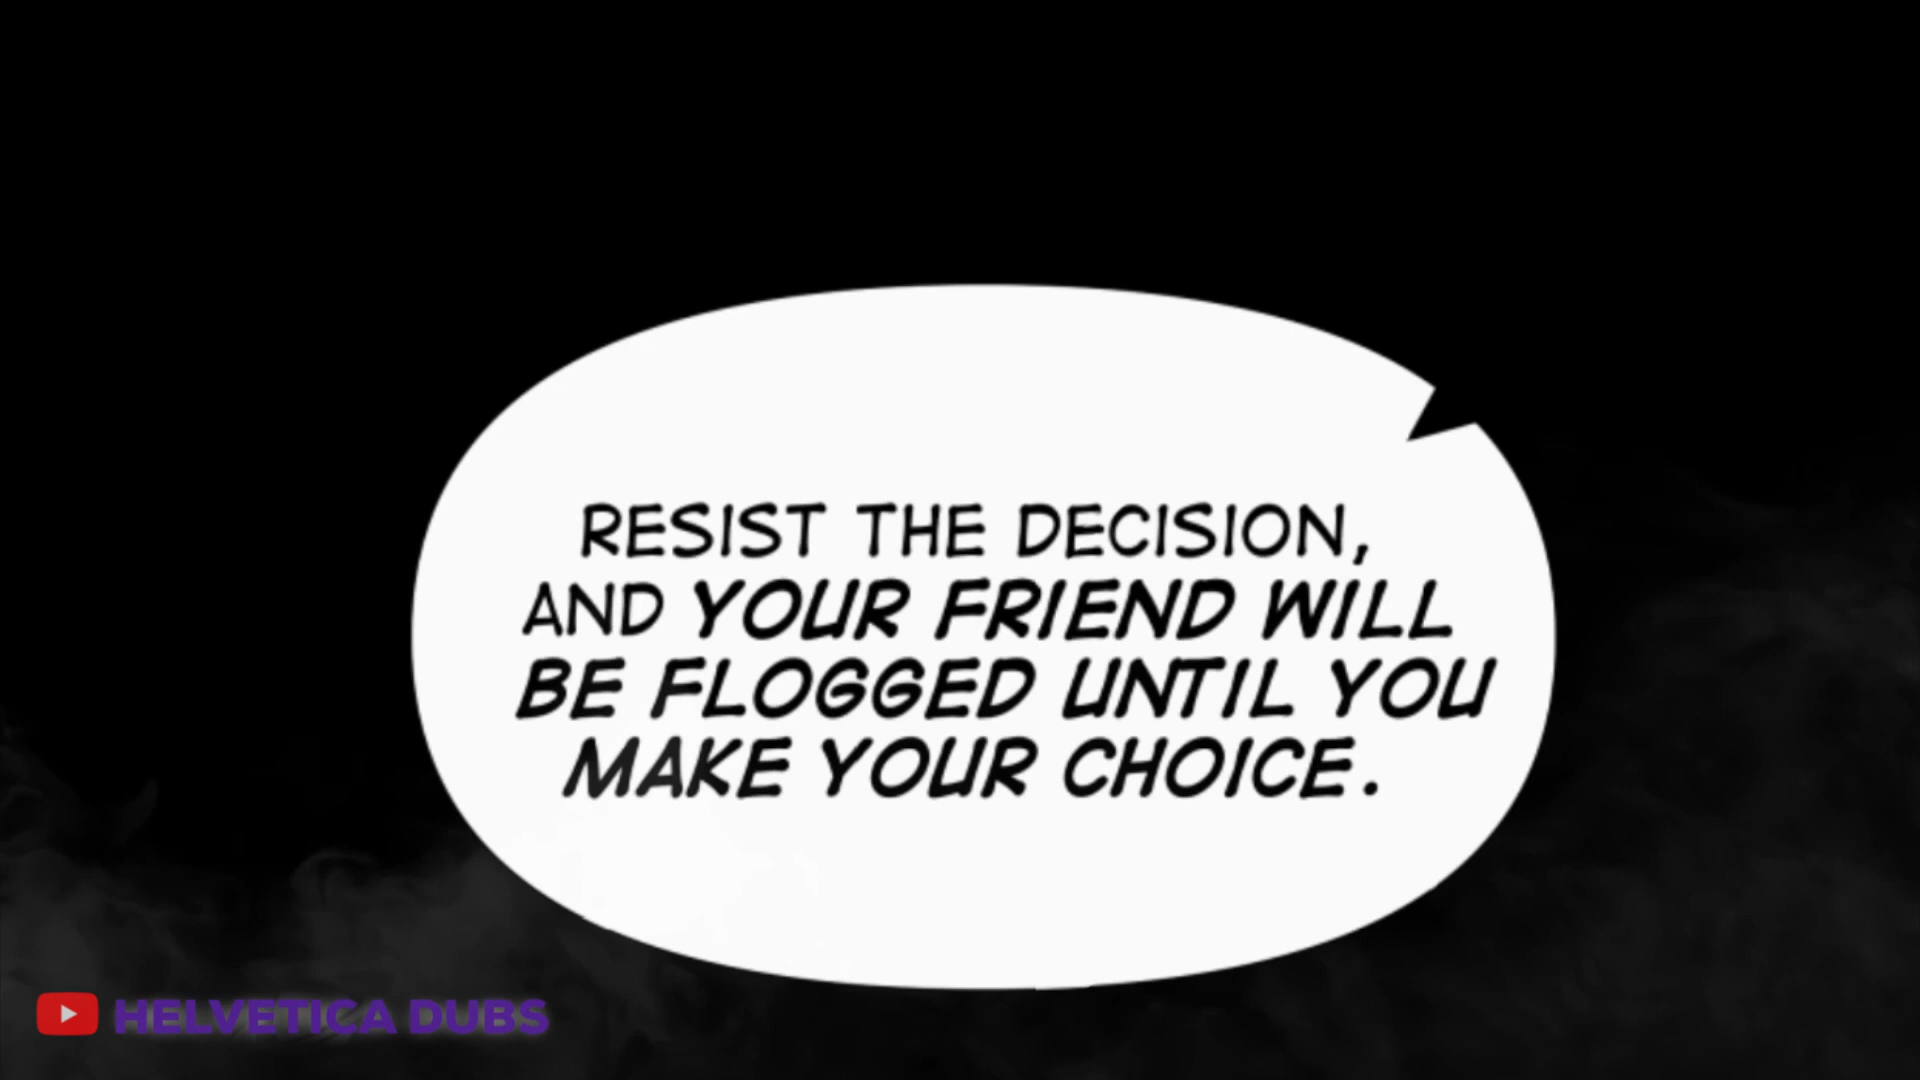 RESIST THE DECISION,
AND YOUR FRIEND WILL
BE FLOGGED UNTIL YOU
MAKE YOUR CHOICE.
HELVETICA DUBS